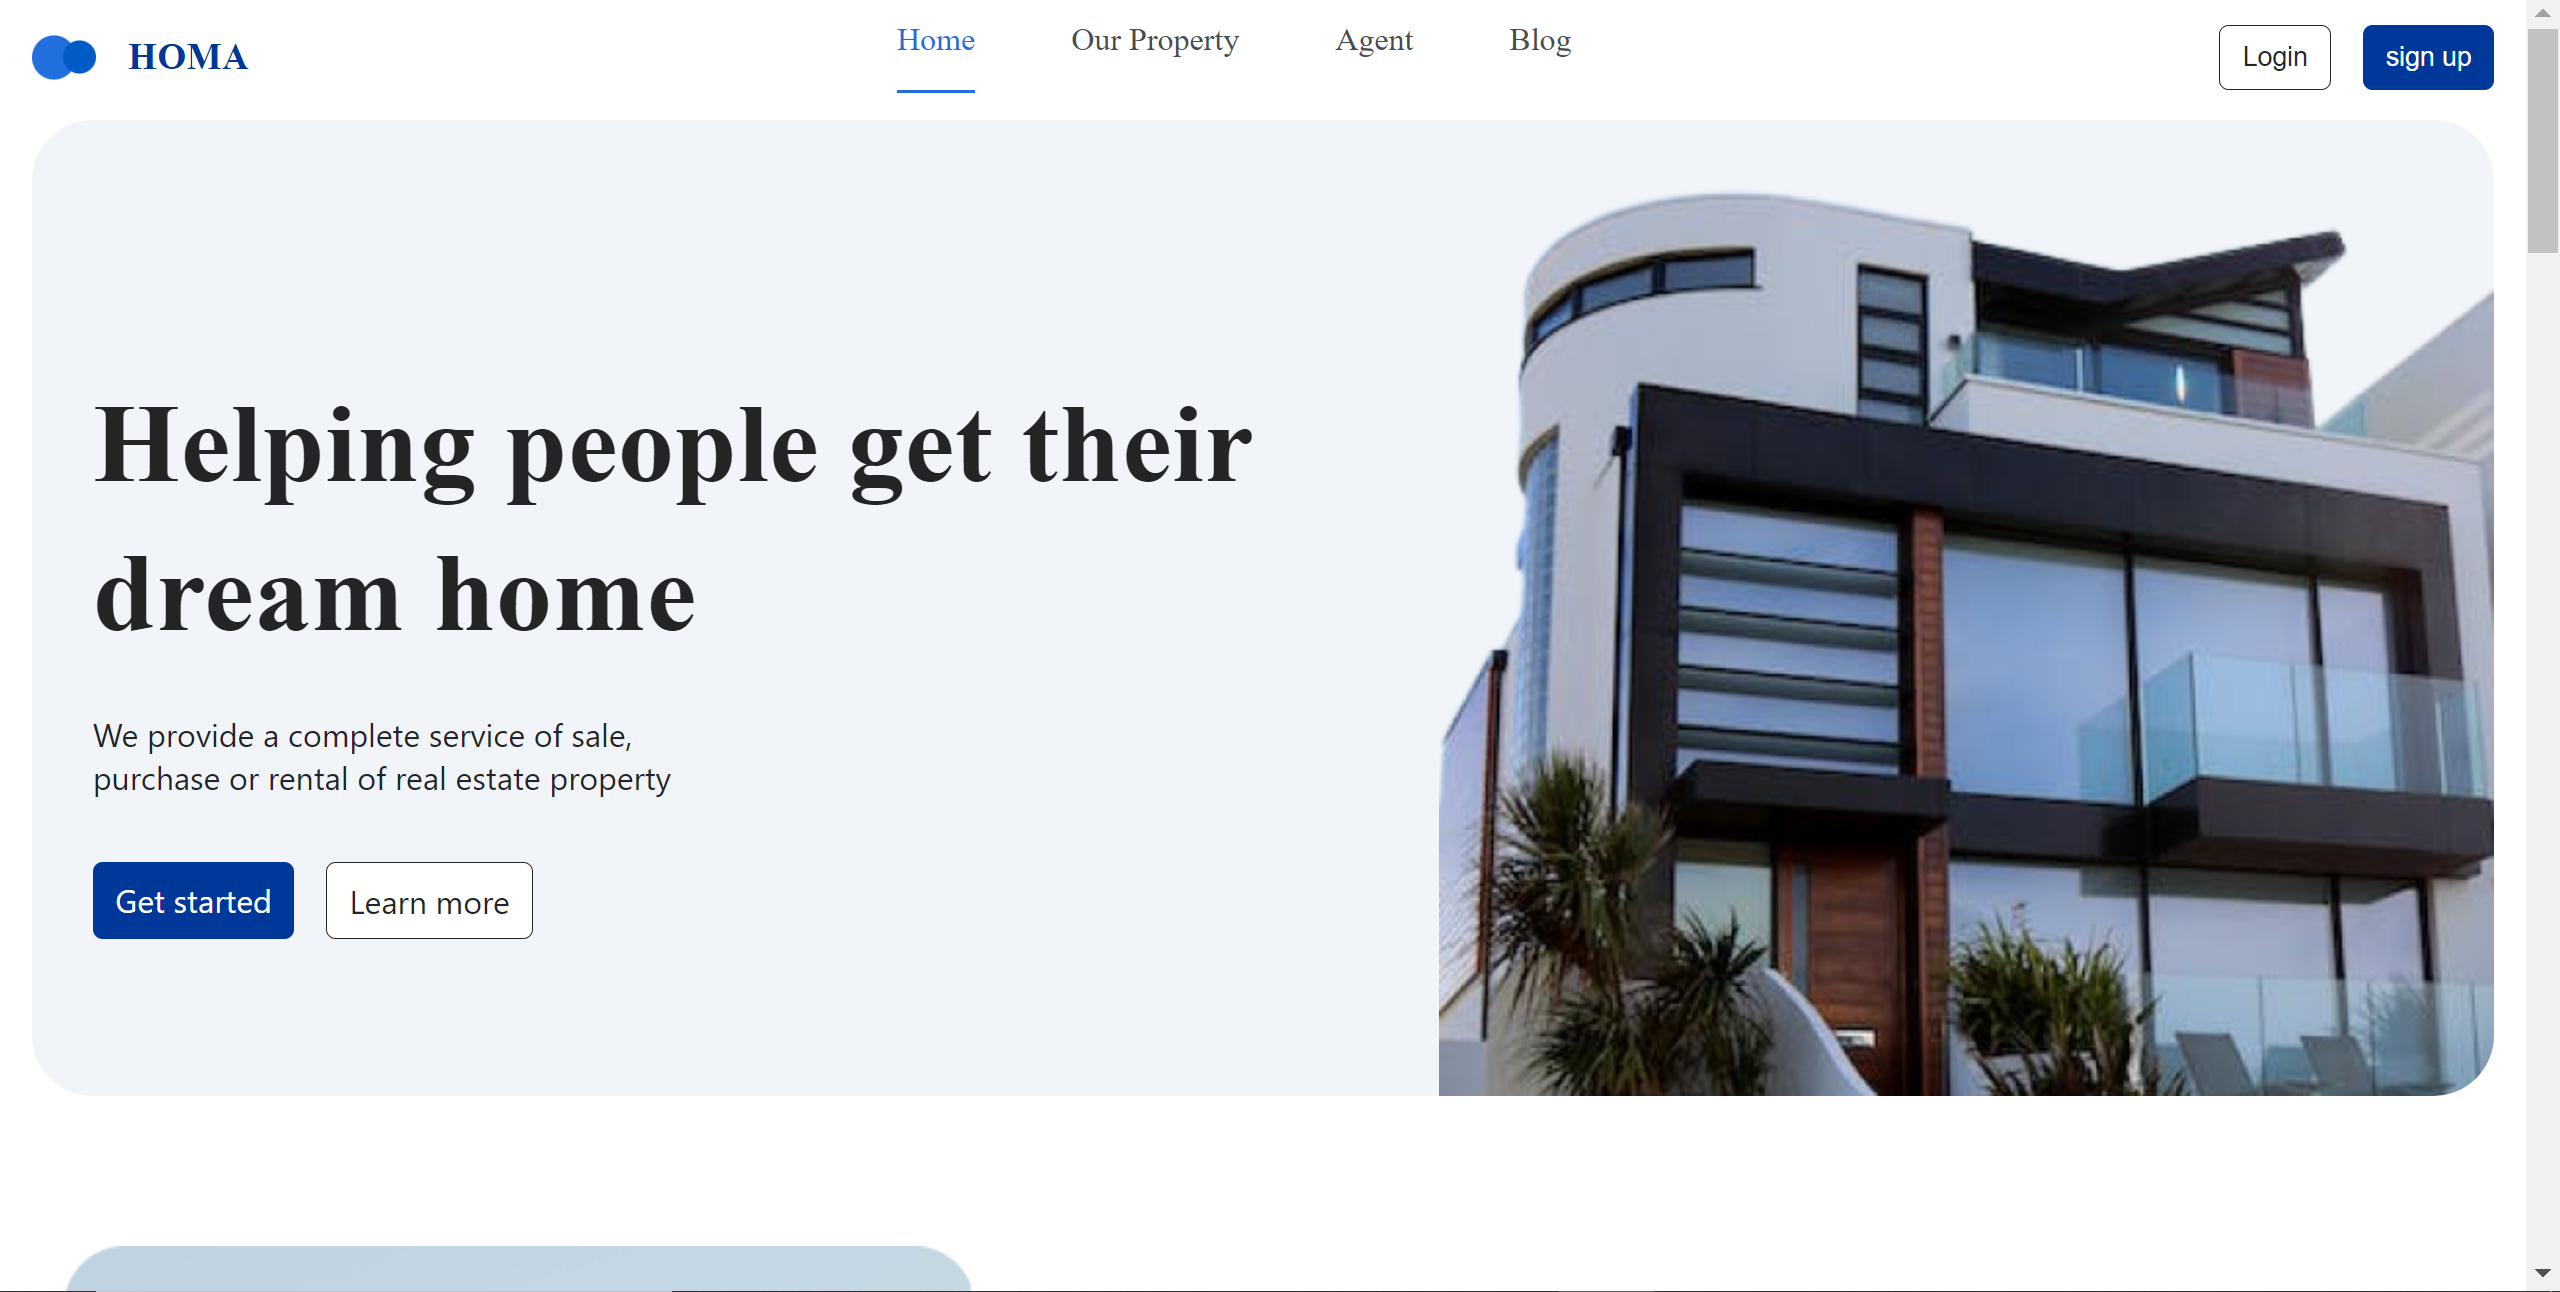 HOMA
Home
Our Property
Agent
Blog
Login
sign up
Helping people get their
dream home
We provide a complete service of sale,
purchase or rental of real estate property
Get started
Learn more